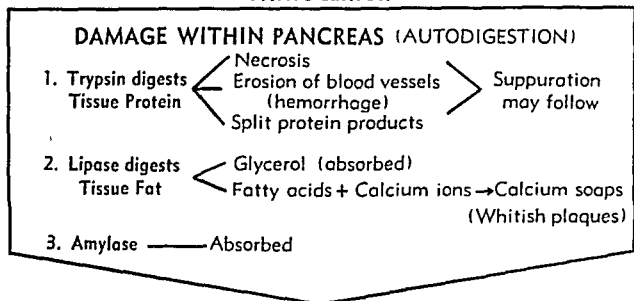 DAMAGE WITHIN PANCREAS (AUTODIGESTION)
1. Trypsin digests Tissue Protein
Necrosis
Erosion of blood vessels
(hemorrhage)
Split protein products
Suppuration
may follow
2. Lipase digests
Tissue Fat
Glycerol (absorbed)
Fatty acids + Calcium ions → Calcium soaps
(Whitish plaques)
3. Amylase — Absorbed